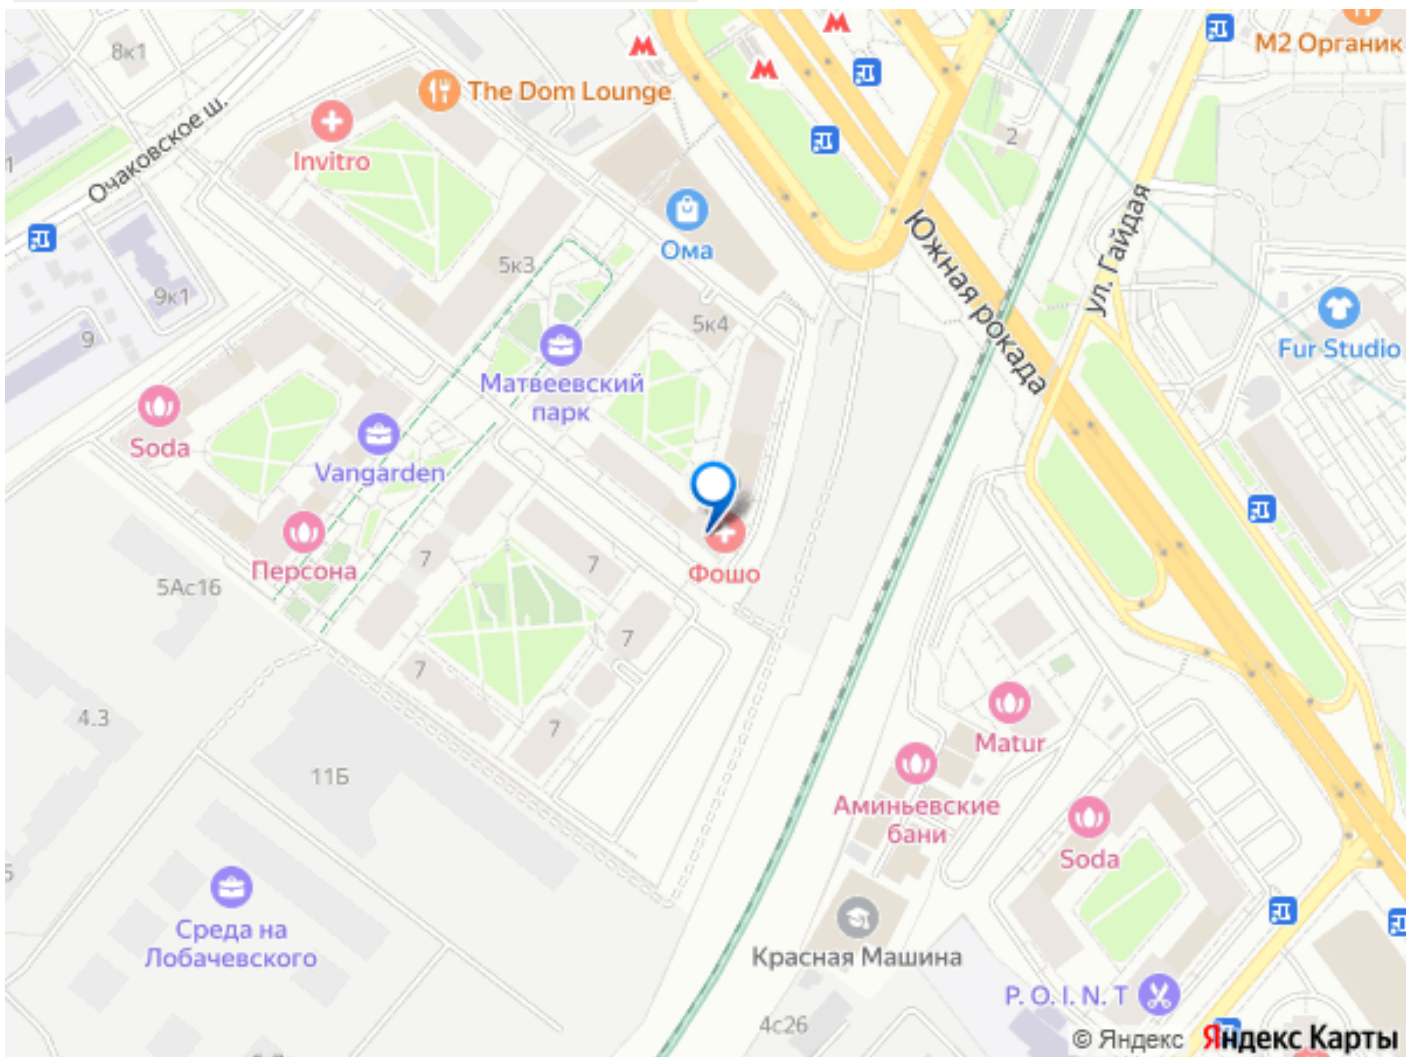 8к1
The Dom Lounge
М2 Органик
Invitro
Очаковское ш.
2
1
Ома
Южная рокада
ул. Гайдая
5к3
9к1
9
5к4
Fur Studio
Матвеевский
парк
Soda
Vangarden
Персона
Фошо
5Ас16
7
7
7
7
7
4.3
11Б
Matur
Аминьевские
бани
Soda
5
Среда на
Лобачевского
Красная Машина
P. O. I. N. T
4с26
© Яндекс
Яндекс Карты